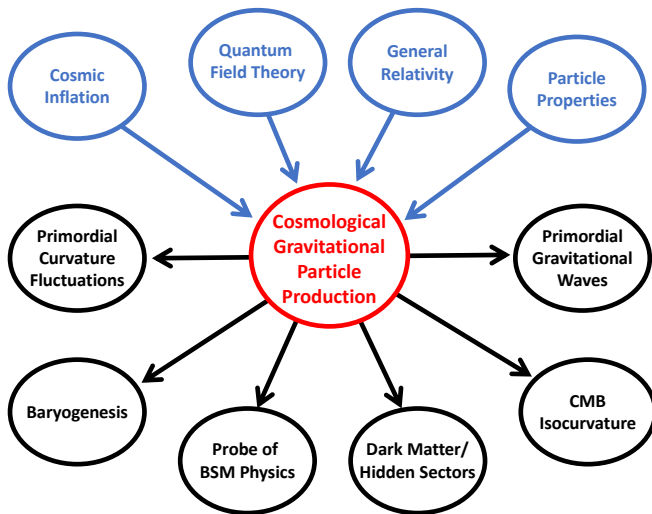 Cosmic
Inflation
Quantum
Field Theory
General
Relativity
Particle
Properties
Cosmological
Gravitational
Particle
Production
Primordial
Curvature
Fluctuations
Primordial
Gravitational
Waves
Baryogenesis
Probe of
BSM Physics
Dark Matter/
Hidden Sectors
CMB
Isocurvature